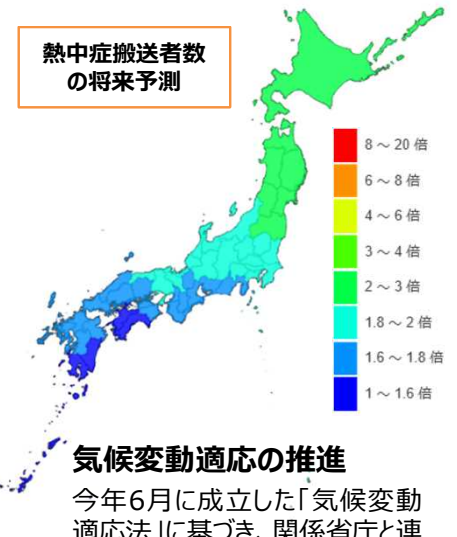 熱中症搬送者数
の将来予測
8 ～ 20 倍
6 ～ 8 倍
4 ～ 6 倍
3 ～ 4 倍
2 ～ 3 倍
1.8 ～ 2 倍
1.6 ～ 1.8 倍
1 ～ 1.6 倍
気候変動適応の推進
今年6月に成立した「気候変動
適応法」に基づき、関係省庁と連